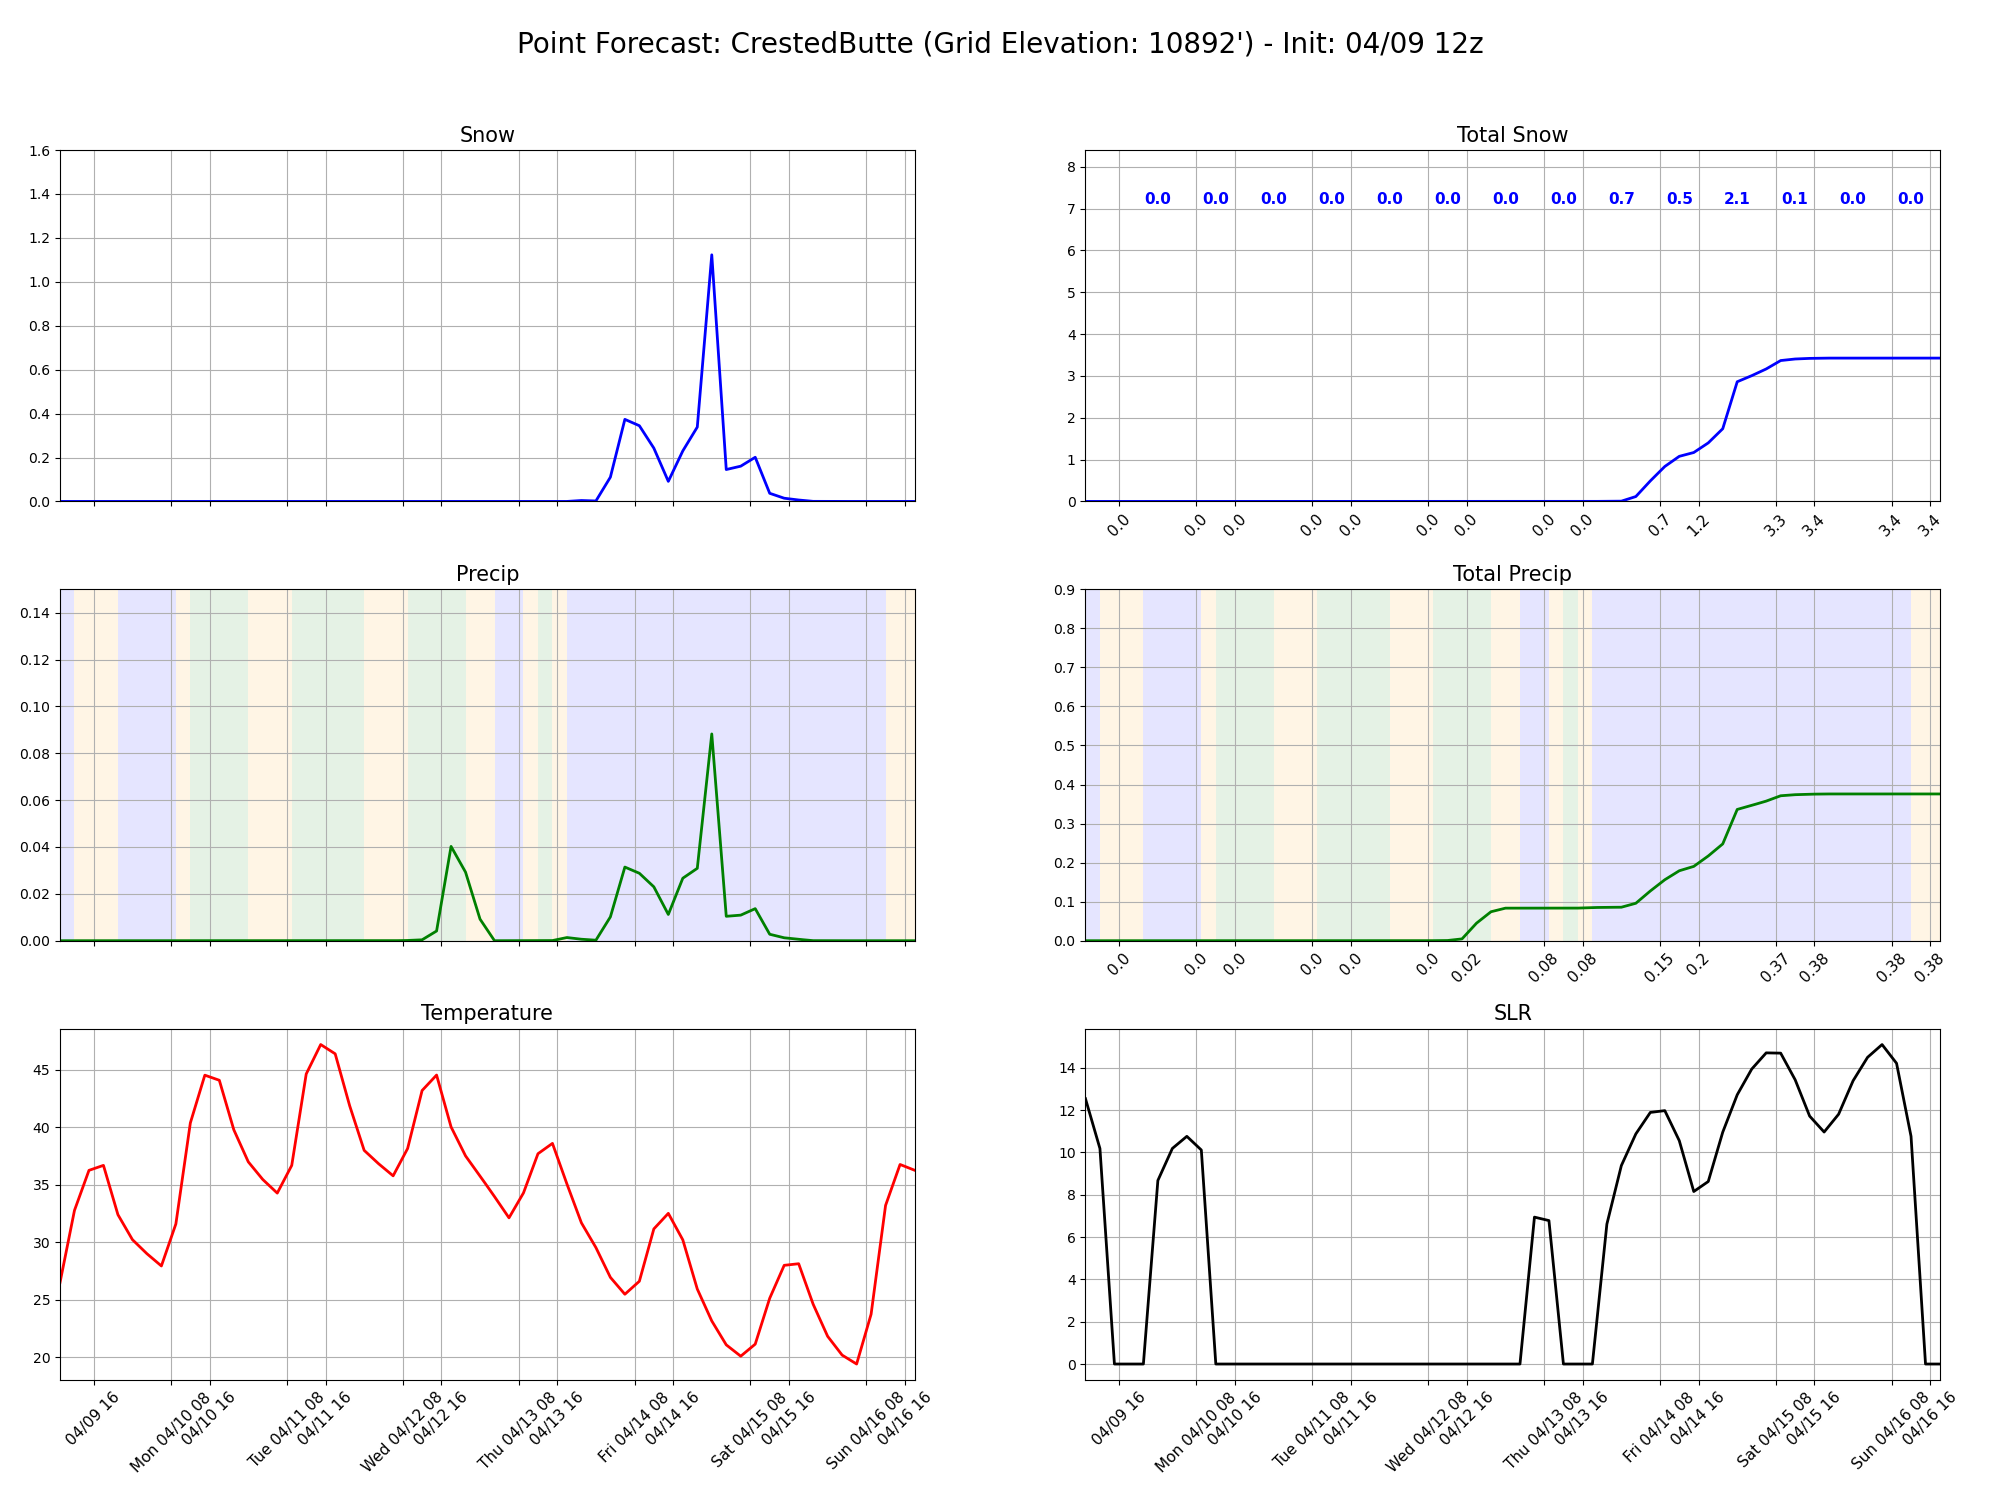 Point Forecast: CrestedButte (Grid Elevation: 10892') - Init: 04/09 12z
Snow
1.6
1.4
1.2
1.0
0.8
0.6
0.4
0.2
0.0
Total Snow
8
7
6
5
4
3
2
1
0
0.0 0.0 0.0 0.0 0.0 0.0 0.0 0.0 0.7 0.5 2.1 0.1 0.0 0.0
0.0 0.0 0.0 0.0 0.0 0.0 0.0 0.0 0.0 0.7 1.2 3.3 3.4 3.4 3.4
Precip
0.14
0.12
0.10
0.08
0.06
0.04
0.02
0.00
Total Precip
0.9
0.8
0.7
0.6
0.5
0.4
0.3
0.2
0.1
0.0
0.0 0.0 0.0 0.0 0.0 0.0 0.02 0.08 0.08 0.15 0.2 0.37 0.38 0.38 0.38
Temperature
45
40
35
30
25
20
04/09 16
Mon 04/10 08
04/10 16
Tue 04/11 08
04/11 16
Wed 04/12 08
04/12 16
Thu 04/13 08
04/13 16
Fri 04/14 08
04/14 16
Sat 04/15 08
04/15 16
Sun 04/16 08
04/16 16
SLR
14
12
10
8
6
4
2
0
04/09 16
Mon 04/10 08
04/10 16
Tue 04/11 08
04/11 16
Wed 04/12 08
04/12 16
Thu 04/13 08
04/13 16
Fri 04/14 08
04/14 16
Sat 04/15 08
04/15 16
Sun 04/16 08
04/16 16